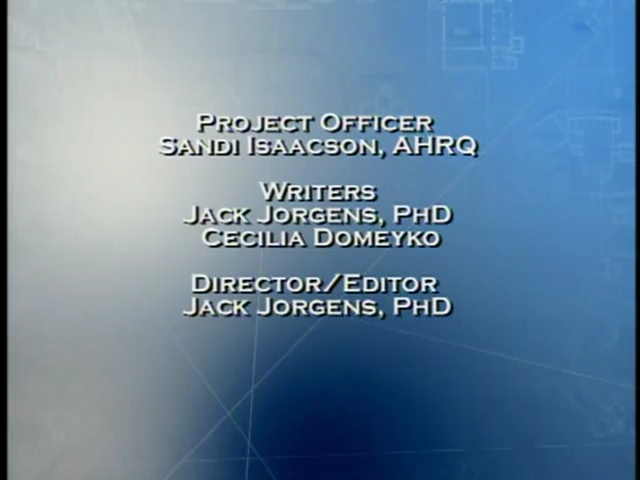 Project Officer
Sandi Isaacson, AHRQ
Writers
Jack Jorgens, PhD
Cecilia Domeyko
Director/Editor
Jack Jorgens, PhD